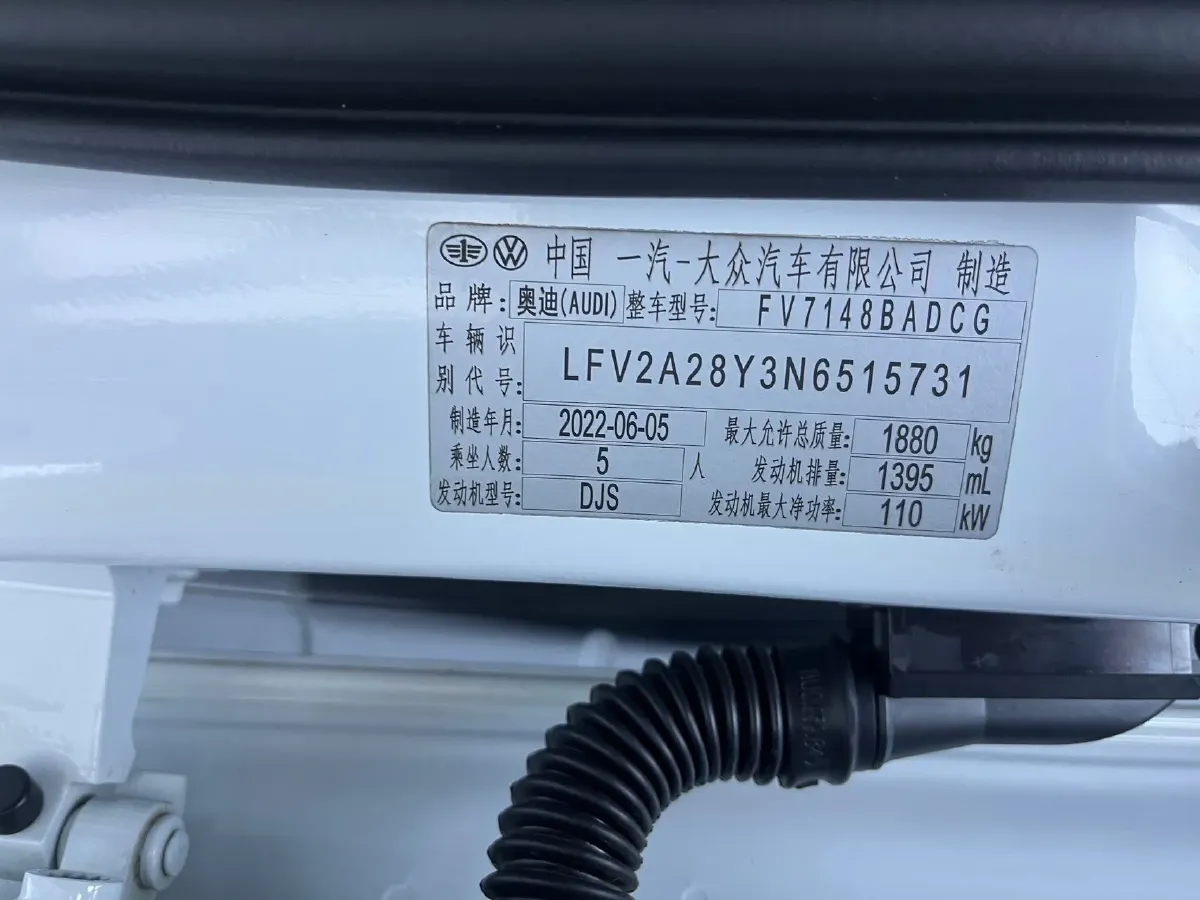 中国 一汽-大众汽车有限公司 制造
品牌: 奥迪(AUDI) 整车型号: FV7148BADCG
车辆识别代号: LFV2A28Y3N6515731
制造年月: 2022-06-05 最大允许总质量: 1880 kg
乘坐人数: 5 人 发动机排量: 1395 mL
发动机型号: DJS 发动机最大净功率: 110 kW